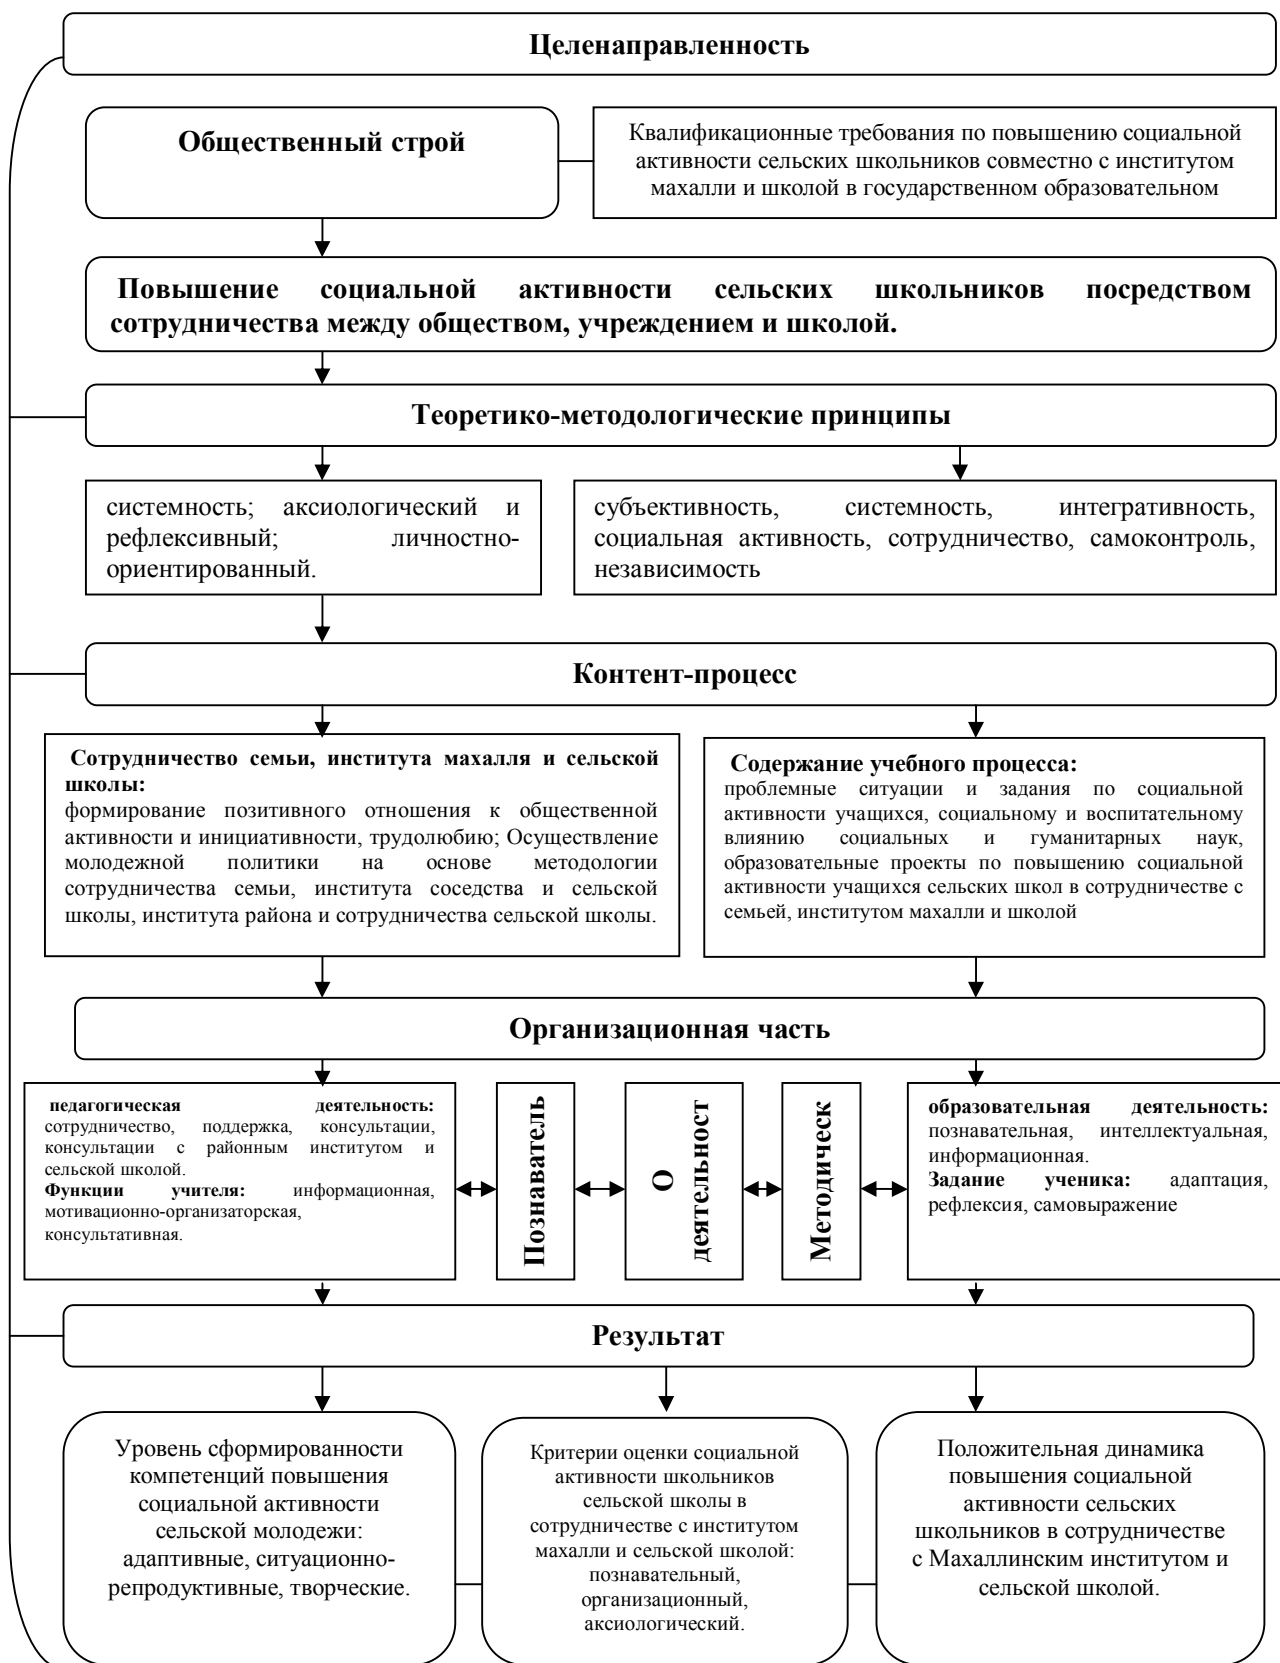 Целенаправленность
Общественный строй
Квалификационные требования по повышению социальной
активности сельских школьников совместно с институтом
махалли и школой в государственном образовательном
Повышение социальной активности сельских школьников посредством
сотрудничества между обществом, учреждением и школой.
Теоретико-методологические принципы
системность; аксиологический и
рефлексивный; личностно-
ориентированный.
субъективность, системность, интегративность,
социальная активность, сотрудничество, самоконтроль,
независимость
Контент-процесс
Сотрудничество семьи, института махалля и сельской
школы:
формирование позитивного отношения к общественной
активности и инициативности, трудолюбию; Осуществление
молодежной политики на основе методологии
сотрудничества семьи, института соседства и сельской
школы, института района и сотрудничества сельской школы.
Содержание учебного процесса:
проблемные ситуации и задания по социальной
активности учащихся, социальному и воспитательному
влиянию социальных и гуманитарных наук,
образовательные проекты по повышению социальной
активности учащихся сельских школ в сотрудничестве с
семьей, институтом махалли и школой
Организационная часть
педагогическая деятельность:
сотрудничество, поддержка, консультации,
консультации с районным институтом и
сельской школой.
Функции учителя: информационная,
мотивационно-организаторская,
консультативная.
Познаватель
О
деятельност
Методическ
образовательная деятельность:
познавательная, интеллектуальная,
информационная.
Задание ученика: адаптация,
рефлексия, самовыражение
Результат
Уровень сформированности
компетенций повышения
социальной активности
сельской молодежи:
адаптивные, ситуационно-
репродуктивные, творческие.
Критерии оценки социальной
активности школьников
сельской школы в
сотрудничестве с институтом
махалли и сельской школой:
познавательный,
организационный,
аксиологический.
Положительная динамика
повышения социальной
активности сельских
школьников в сотрудничестве
с Махаллинским институтом и
сельской школой.